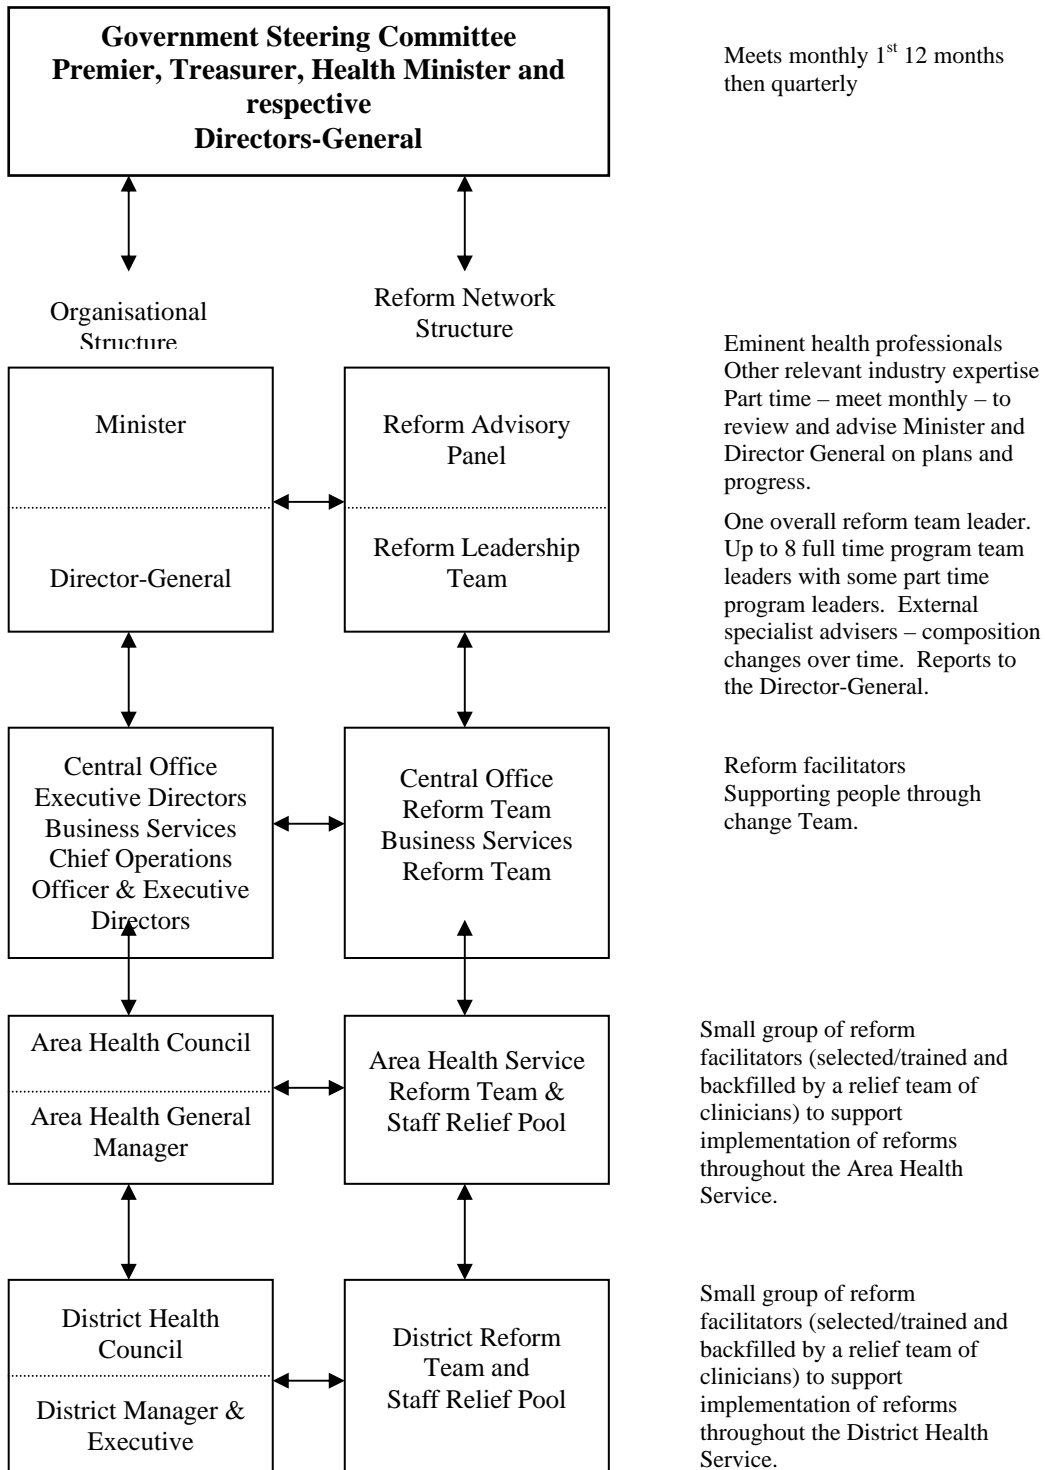 Government Steering Committee
Premier, Treasurer, Health Minister and
respective
Directors-General
Meets monthly 1st 12 months
then quarterly
Organisational
Structure
Reform Network
Structure
Minister
Director-General
Reform Advisory
Panel
Reform Leadership
Team
Eminent health professionals
Other relevant industry expertise
Part time – meet monthly – to
review and advise Minister and
Director General on plans and
progress.
One overall reform team leader.
Up to 8 full time program team
leaders with some part time
program leaders.  External
specialist advisers – composition
changes over time.  Reports to
the Director-General.
Central Office
Executive Directors
Business Services
Chief Operations
Officer & Executive
Directors
Central Office
Reform Team
Business Services
Reform Team
Reform facilitators
Supporting people through
change Team.
Area Health Council
Area Health General
Manager
Area Health Service
Reform Team &
Staff Relief Pool
Small group of reform
facilitators (selected/trained and
backfilled by a relief team of
clinicians) to support
implementation of reforms
throughout the Area Health
Service.
District Health
Council
District Manager &
Executive
District Reform
Team and
Staff Relief Pool
Small group of reform
facilitators (selected/trained and
backfilled by a relief team of
clinicians) to support
implementation of reforms
throughout the District Health
Service.